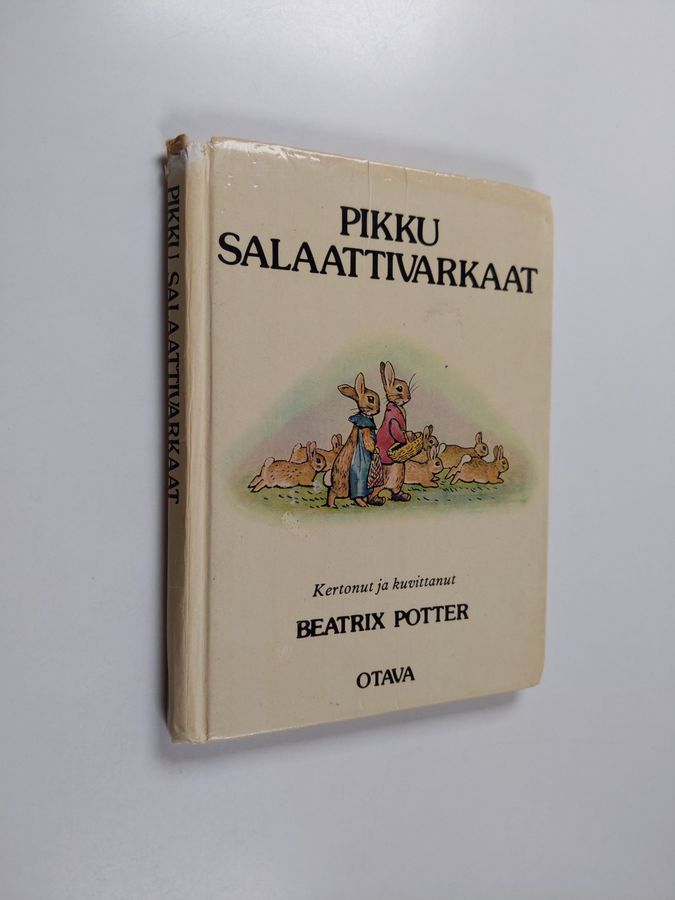 PIKKU SALAATTIVARKAAT
PIKKU
SALAATTIVARKAAT
Kertonut ja kuvittanut
BEATRIX POTTER
OTAVA